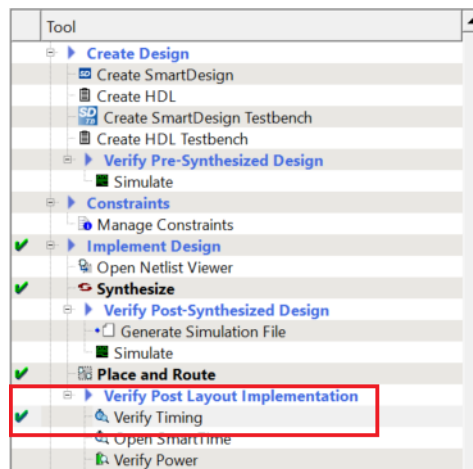 Tool
Create Design
Create SmartDesign
Create HDL
Create SmartDesign Testbench
Create HDL Testbench
Verify Pre-Synthesized Design
Simulate
Constraints
Manage Constraints
Implement Design
Open Netlist Viewer
Synthesize
Verify Post-Synthesized Design
Generate Simulation File
Simulate
Place and Route
Verify Post Layout Implementation
Verify Timing
Open SmartTime
Verify Power